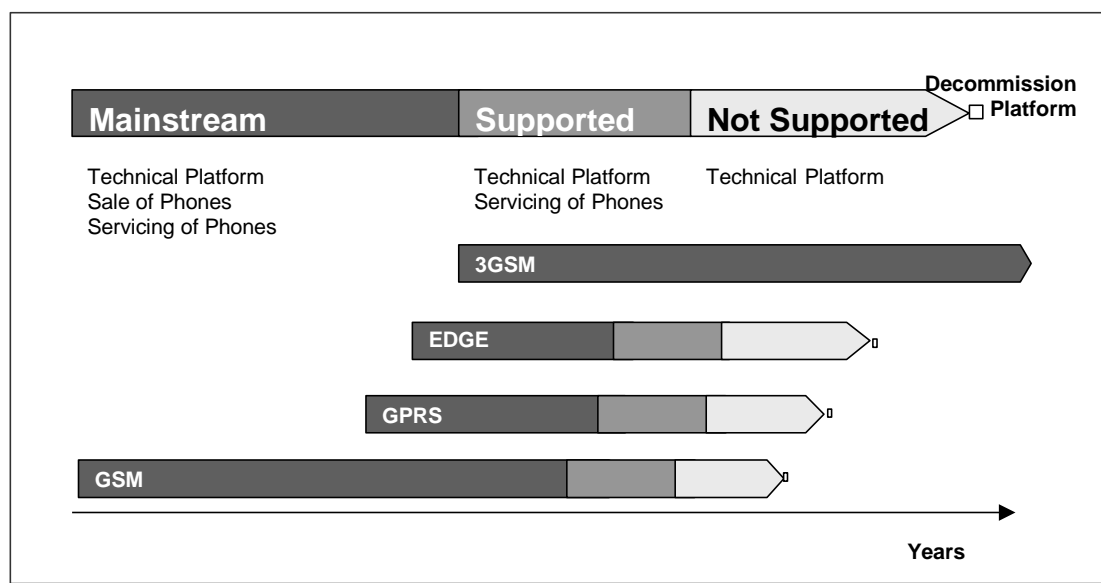 Decommission
Platform
Mainstream
Supported
Not Supported
Technical Platform
Sale of Phones
Servicing of Phones
Technical Platform
Servicing of Phones
Technical Platform
3GSM
EDGE
GPRS
GSM
Years